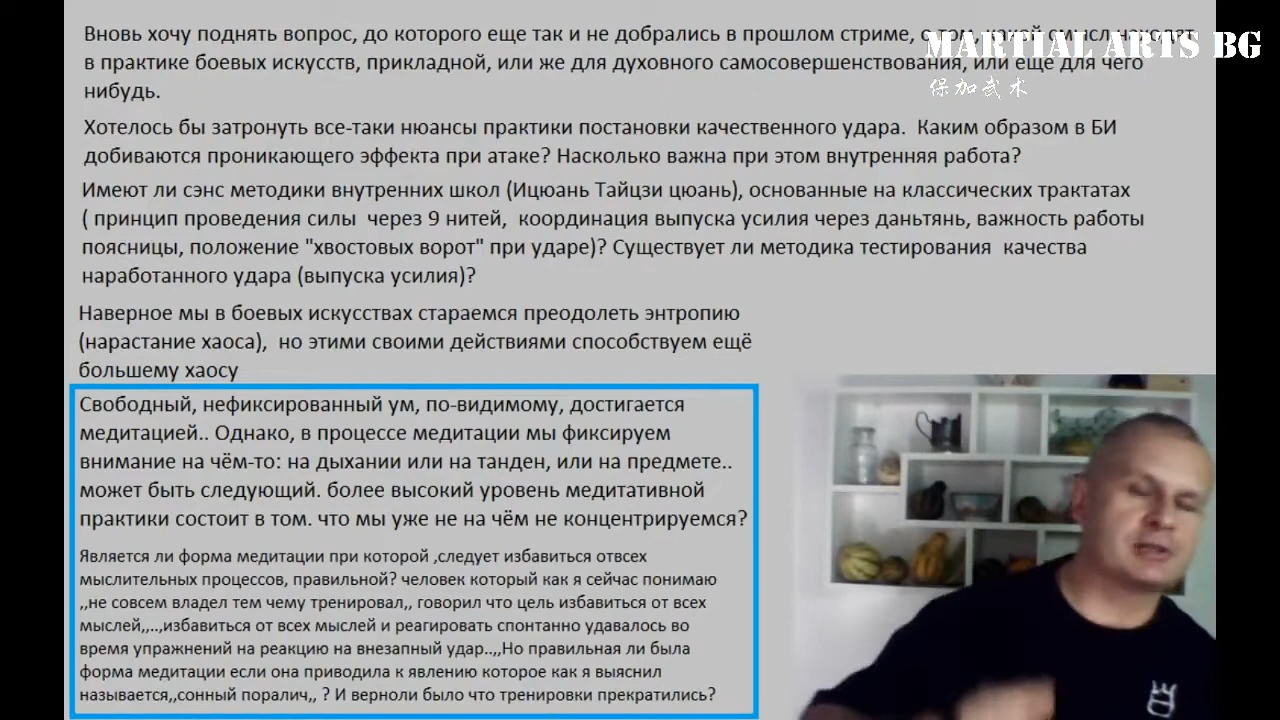 Вновь хочу поднять вопрос, до которого еще так и не добрались в прошлом стриме,
MARTIAL ARTS BG
в практике боевых искусств, прикладной, или же для духовного самосовершенствования, или еще для чего
保加武术
нибудь.
Хотелось бы затронуть все-таки нюансы практики постановки качественного удара. Каким образом в БИ
добиваются проникающего эффекта при атаке? Насколько важна при этом внутренняя работа?
Имеют ли сэнс методики внутренних школ (Ицюань Тайцзи цюань), основанные на классических трактатах
( принцип проведения силы через 9 нитей, координация выпуска усилия через даньтянь, важность работы
поясницы, положение "хвостовых ворот" при ударе)? Существует ли методика тестирования качества
наработанного удара (выпуска усилия)?
Наверное мы в боевых искусствах стараемся преодолеть энтропию
(нарастание хаоса), но этими своими действиями способствуем ещё
большему хаосу
Свободный, нефиксированный ум, по-видимому, достигается
медитацией.. Однако, в процессе медитации мы фиксируем
внимание на чём-то: на дыхании или на танден, или на предмете..
может быть следующий. более высокий уровень медитативной
практики состоит в том. что мы уже не на чём не концентрируемся?
Является ли форма медитации при которой ,следует избавиться отвсех
мыслительных процессов, правильной? человек который как я сейчас понимаю
,,не совсем владел тем чему тренировал,, говорил что цель избавиться от всех
мыслей,,..,избавиться от всех мыслей и реагировать спонтанно удавалось во
время упражнений на реакцию на внезапный удар..,,Но правильная ли была
форма медитации если она приводила к явлению которое как я выяснил
называется,,сонный поралич,, ? И верноли было что тренировки прекратились?